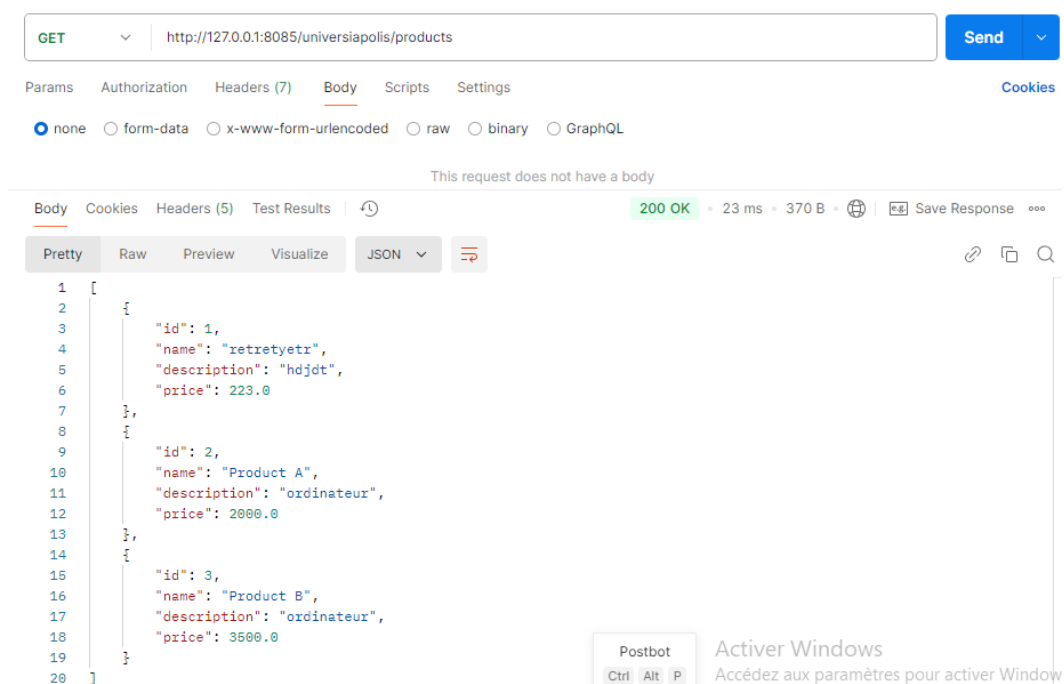 GET http://127.0.0.1:8085/universiapolis/products Send
Params Authorization Headers (7) Body Scripts Settings Cookies
none form-data x-www-form-urlencoded raw binary GraphQL
This request does not have a body
Body Cookies Headers (5) Test Results 200 OK 23 ms 370 B e.g. Save Response
Pretty Raw Preview Visualize JSON
1 [
2 {
3 "id": 1,
4 "name": "retretyetr",
5 "description": "hdjdt",
6 "price": 223.0
7 },
8 {
9 "id": 2,
10 "name": "Product A",
11 "description": "ordinateur",
12 "price": 2000.0
13 },
14 {
15 "id": 3,
16 "name": "Product B",
17 "description": "ordinateur",
18 "price": 3500.0
19 }
20 ]
Postbot
Ctrl Alt P
Activer Windows
Accédez aux paramètres pour activer Window